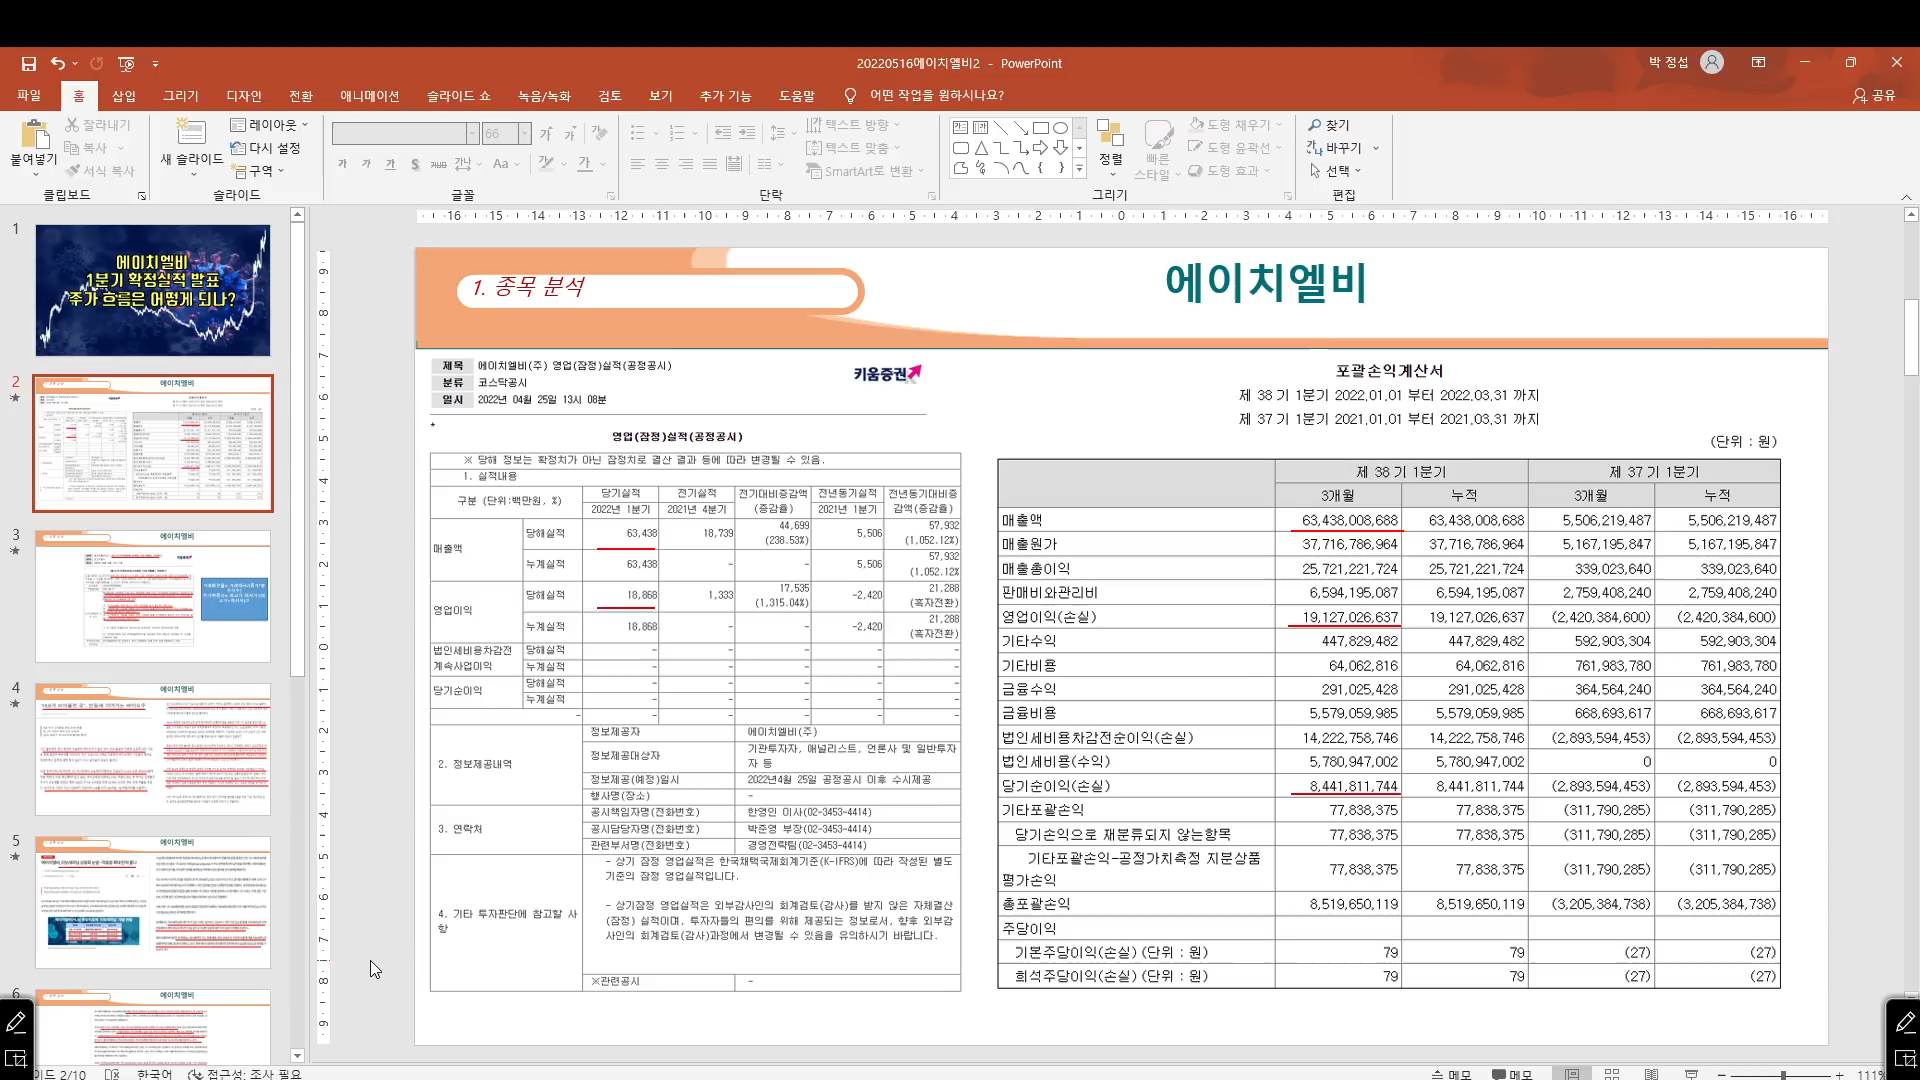 20220516에이치엘비2 - PowerPoint
박 정섭
파일 홈 삽입 그리기 디자인 전환 애니메이션 슬라이드 쇼 녹음/녹화 검토 보기 추가 기능 도움말 어떤 작업을 원하시나요? 공유
붙여넣기 잘라내기 복사 서식 복사 클립보드
새 슬라이드 레이아웃 다시 설정 구역 슬라이드
66 가 가 가 S Aa 글꼴
텍스트 방향 텍스트 맞춤 SmartArt로 변환 단락
정렬 빠른 스타일 도형 채우기 도형 윤곽선 도형 효과 그리기
찾기 바꾸기 선택 편집
1
에이치엘비
1분기 확정실적 발표
주가 흐름은 어떻게 되나?
2
에이치엘비
3
에이치엘비
4
에이치엘비
5
에이치엘비
6
에이치엘비
1. 종목 분석
에이치엘비
제목 에이치엘비(주) 영업(잠정)실적(공정공시)
분류 코스닥공시
일시 2022년 04월 25일 13시 08분
키움증권
영업(잠정)실적(공정공시)
※ 당해 정보는 확정치가 아닌 잠정치로 결산 결과 등에 따라 변경될 수 있음.
1. 실적내용
구분 (단위:백만원, %) 당기실적 전기실적 전기대비증감액 전년동기실적 전년동기대비증
2022년 1분기 2021년 4분기 (증감율) 2021년 1분기 감액(증감율)
매출액 당해실적 63,438 18,739 44,699 (238.53%) 5,506 57,932 (1,052.12%)
누계실적 63,438 - - 5,506 57,932 (1,052.12%
영업이익 당해실적 18,868 1,333 17,535 (1,315.04%) -2,420 21,288 (흑자전환)
누계실적 18,868 - - -2,420 21,288 (흑자전환)
법인세비용차감전 계속사업이익 당해실적 - - - - -
누계실적 - - - - -
당기순이익 당해실적 - - - - -
누계실적 - - - - -
- - - - -
2. 정보제공내역 정보제공자 에이치엘비(주)
정보제공대상자 기관투자자, 애널리스트, 언론사 및 일반투자자 등
정보제공(예정)일시 2022년4월 25일 공정공시 이후 수시제공
행사명(장소) -
3. 연락처 공시책임자명(전화번호) 한영인 이사(02-3453-4414)
공시담당자명(전화번호) 박준영 부장(02-3453-4414)
관련부서명(전화번호) 경영전략팀(02-3453-4414)
4. 기타 투자판단에 참고할 사항
- 상기 잠정 영업실적은 한국채택국제회계기준(K-IFRS)에 따라 작성된 별도
기준의 잠정 영업실적입니다.
- 상기잠정 영업실적은 외부감사인의 회계검토(감사)를 받지 않은 자체결산
(잠정) 실적이며, 투자자들의 편의를 위해 제공되는 정보로서, 향후 외부감
사인의 회계검토(감사)과정에서 변경될 수 있음을 유의하시기 바랍니다.
※관련공시 -
포괄손익계산서
제 38 기 1분기 2022.01.01 부터 2022.03.31 까지
제 37 기 1분기 2021.01.01 부터 2021.03.31 까지
(단위 : 원)
제 38 기 1분기 제 37 기 1분기
3개월 누적 3개월 누적
매출액 63,438,008,688 63,438,008,688 5,506,219,487 5,506,219,487
매출원가 37,716,786,964 37,716,786,964 5,167,195,847 5,167,195,847
매출총이익 25,721,221,724 25,721,221,724 339,023,640 339,023,640
판매비와관리비 6,594,195,087 6,594,195,087 2,759,408,240 2,759,408,240
영업이익(손실) 19,127,026,637 19,127,026,637 (2,420,384,600) (2,420,384,600)
기타수익 447,829,482 447,829,482 592,903,304 592,903,304
기타비용 64,062,816 64,062,816 761,983,780 761,983,780
금융수익 291,025,428 291,025,428 364,564,240 364,564,240
금융비용 5,579,059,985 5,579,059,985 668,693,617 668,693,617
법인세비용차감전순이익(손실) 14,222,758,746 14,222,758,746 (2,893,594,453) (2,893,594,453)
법인세비용(수익) 5,780,947,002 5,780,947,002 0 0
당기순이익(손실) 8,441,811,744 8,441,811,744 (2,893,594,453) (2,893,594,453)
기타포괄손익 77,838,375 77,838,375 (311,790,285) (311,790,285)
당기손익으로 재분류되지 않는항목 77,838,375 77,838,375 (311,790,285) (311,790,285)
기타포괄손익-공정가치측정 지분상품 평가손익 77,838,375 77,838,375 (311,790,285) (311,790,285)
총포괄손익 8,519,650,119 8,519,650,119 (3,205,384,738) (3,205,384,738)
주당이익
기본주당이익(손실) (단위 : 원) 79 79 (27) (27)
희석주당이익(손실) (단위 : 원) 79 79 (27) (27)
이드 2/10 한국어 접근성: 조사 필요 메모 메모 111%